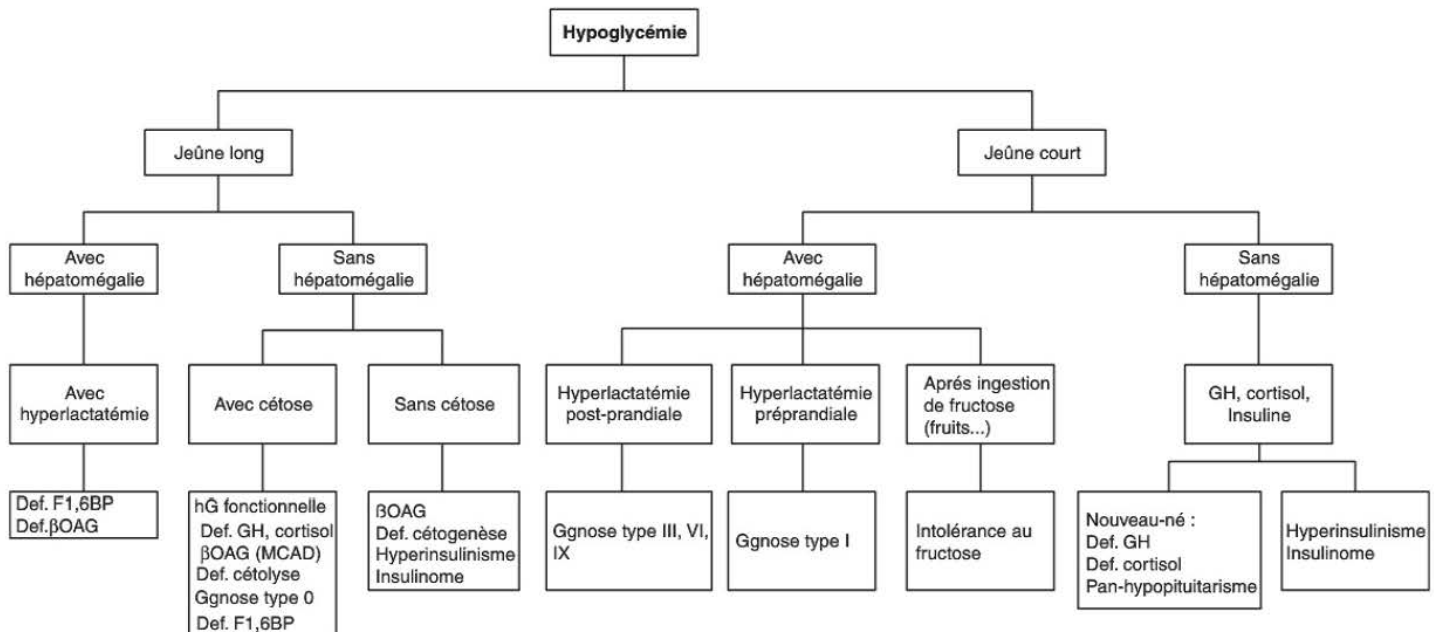 Hypoglycémie
Jeûne long
Jeûne court
Avec
hépatomégalie
Sans
hépatomégalie
Avec
hépatomégalie
Sans
hépatomégalie
Avec
hyperlactatémie
Avec cétose
Sans cétose
Hyperlactatémie
post-prandiale
Hyperlactatémie
préprandiale
Aprés ingestion
de fructose
(fruits...)
GH, cortisol,
Insuline
Def. F1,6BP
Def.βOAG
hḠ fonctionnelle
Def. GH, cortisol
βOAG (MCAD)
Def. cétolyse
Ggnose type 0
Def. F1,6BP
βOAG
Def. cétogenèse
Hyperinsulinisme
Insulinome
Ggnose type III, VI,
IX
Ggnose type I
Intolérance au
fructose
Nouveau-né :
Def. GH
Def. cortisol
Pan-hypopituitarisme
Hyperinsulinisme
Insulinome